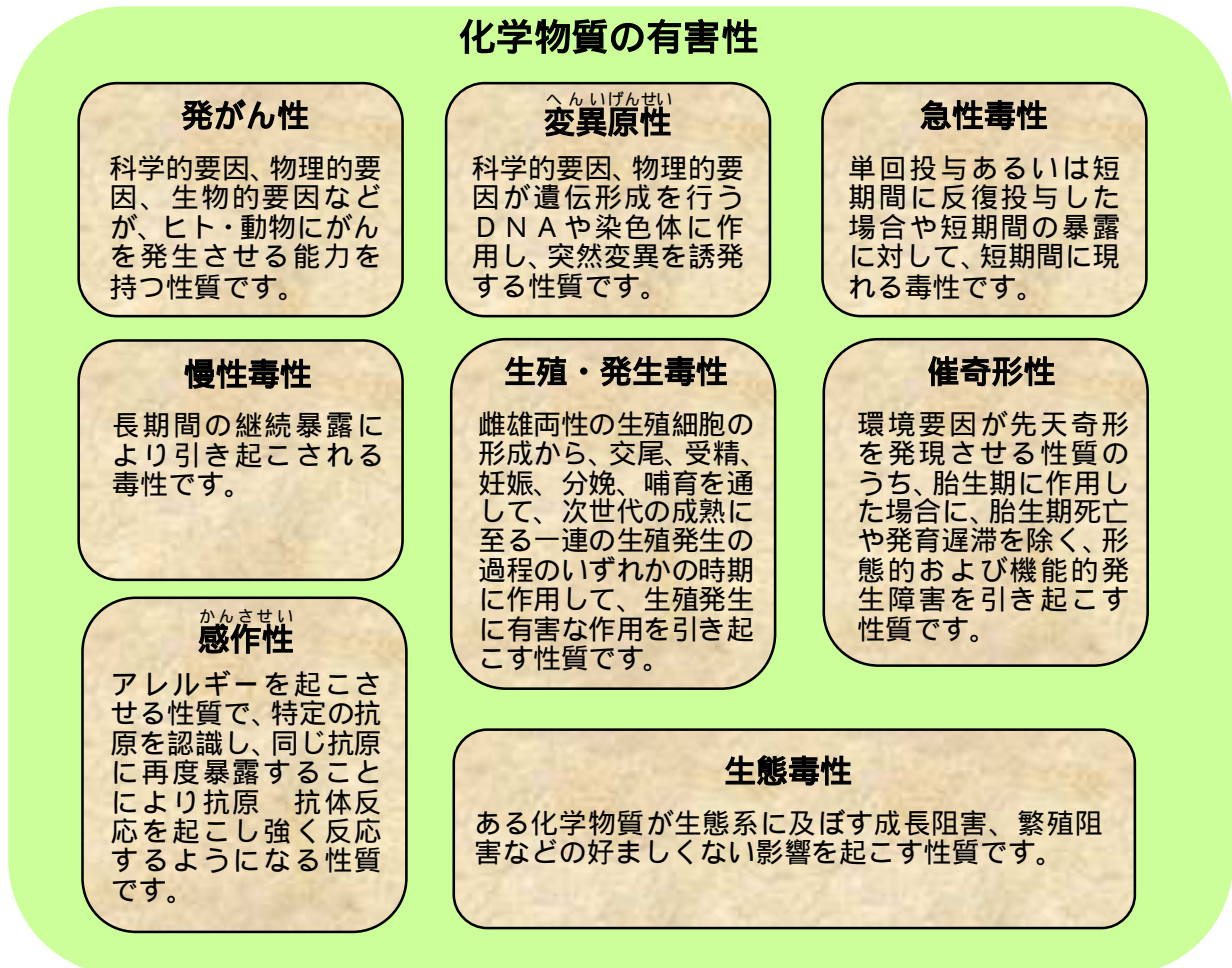 化学物質の有害性
発がん性
科学的要因、物理的要
因、生物的要因など
が、ヒト・動物にがん
を発生させる能力を
持つ性質です。
へんいげんせい
変異原性
科学的要因、物理的要
因が遺伝形成を行う
ＤＮＡや染色体に作
用し、突然変異を誘発
する性質です。
急性毒性
単回投与あるいは短
期間に反復投与した
場合や短期間の暴露
に対して、短期間に現
れる毒性です。
慢性毒性
長期間の継続暴露に
より引き起こされる
毒性です。
生殖・発生毒性
雌雄両性の生殖細胞の
形成から、交尾、受精、
妊娠、分娩、哺育を通
して、次世代の成熟に
至る一連の生殖発生の
過程のいずれかの時期
に作用して、生殖発生
に有害な作用を引き起
こす性質です。
催奇形性
環境要因が先天奇形
を発現させる性質の
うち、胎生期に作用し
た場合に、胎生期死亡
や発育遅滞を除く、形
態的および機能的発
生障害を引き起こす
性質です。
かんさせい
感作性
アレルギーを起こさ
せる性質で、特定の抗
原を認識し、同じ抗原
に再度暴露すること
により抗原　抗体反
応を起こし強く反応
するようになる性質
です。
生態毒性
ある化学物質が生態系に及ぼす成長阻害、繁殖阻
害などの好ましくない影響を起こす性質です。